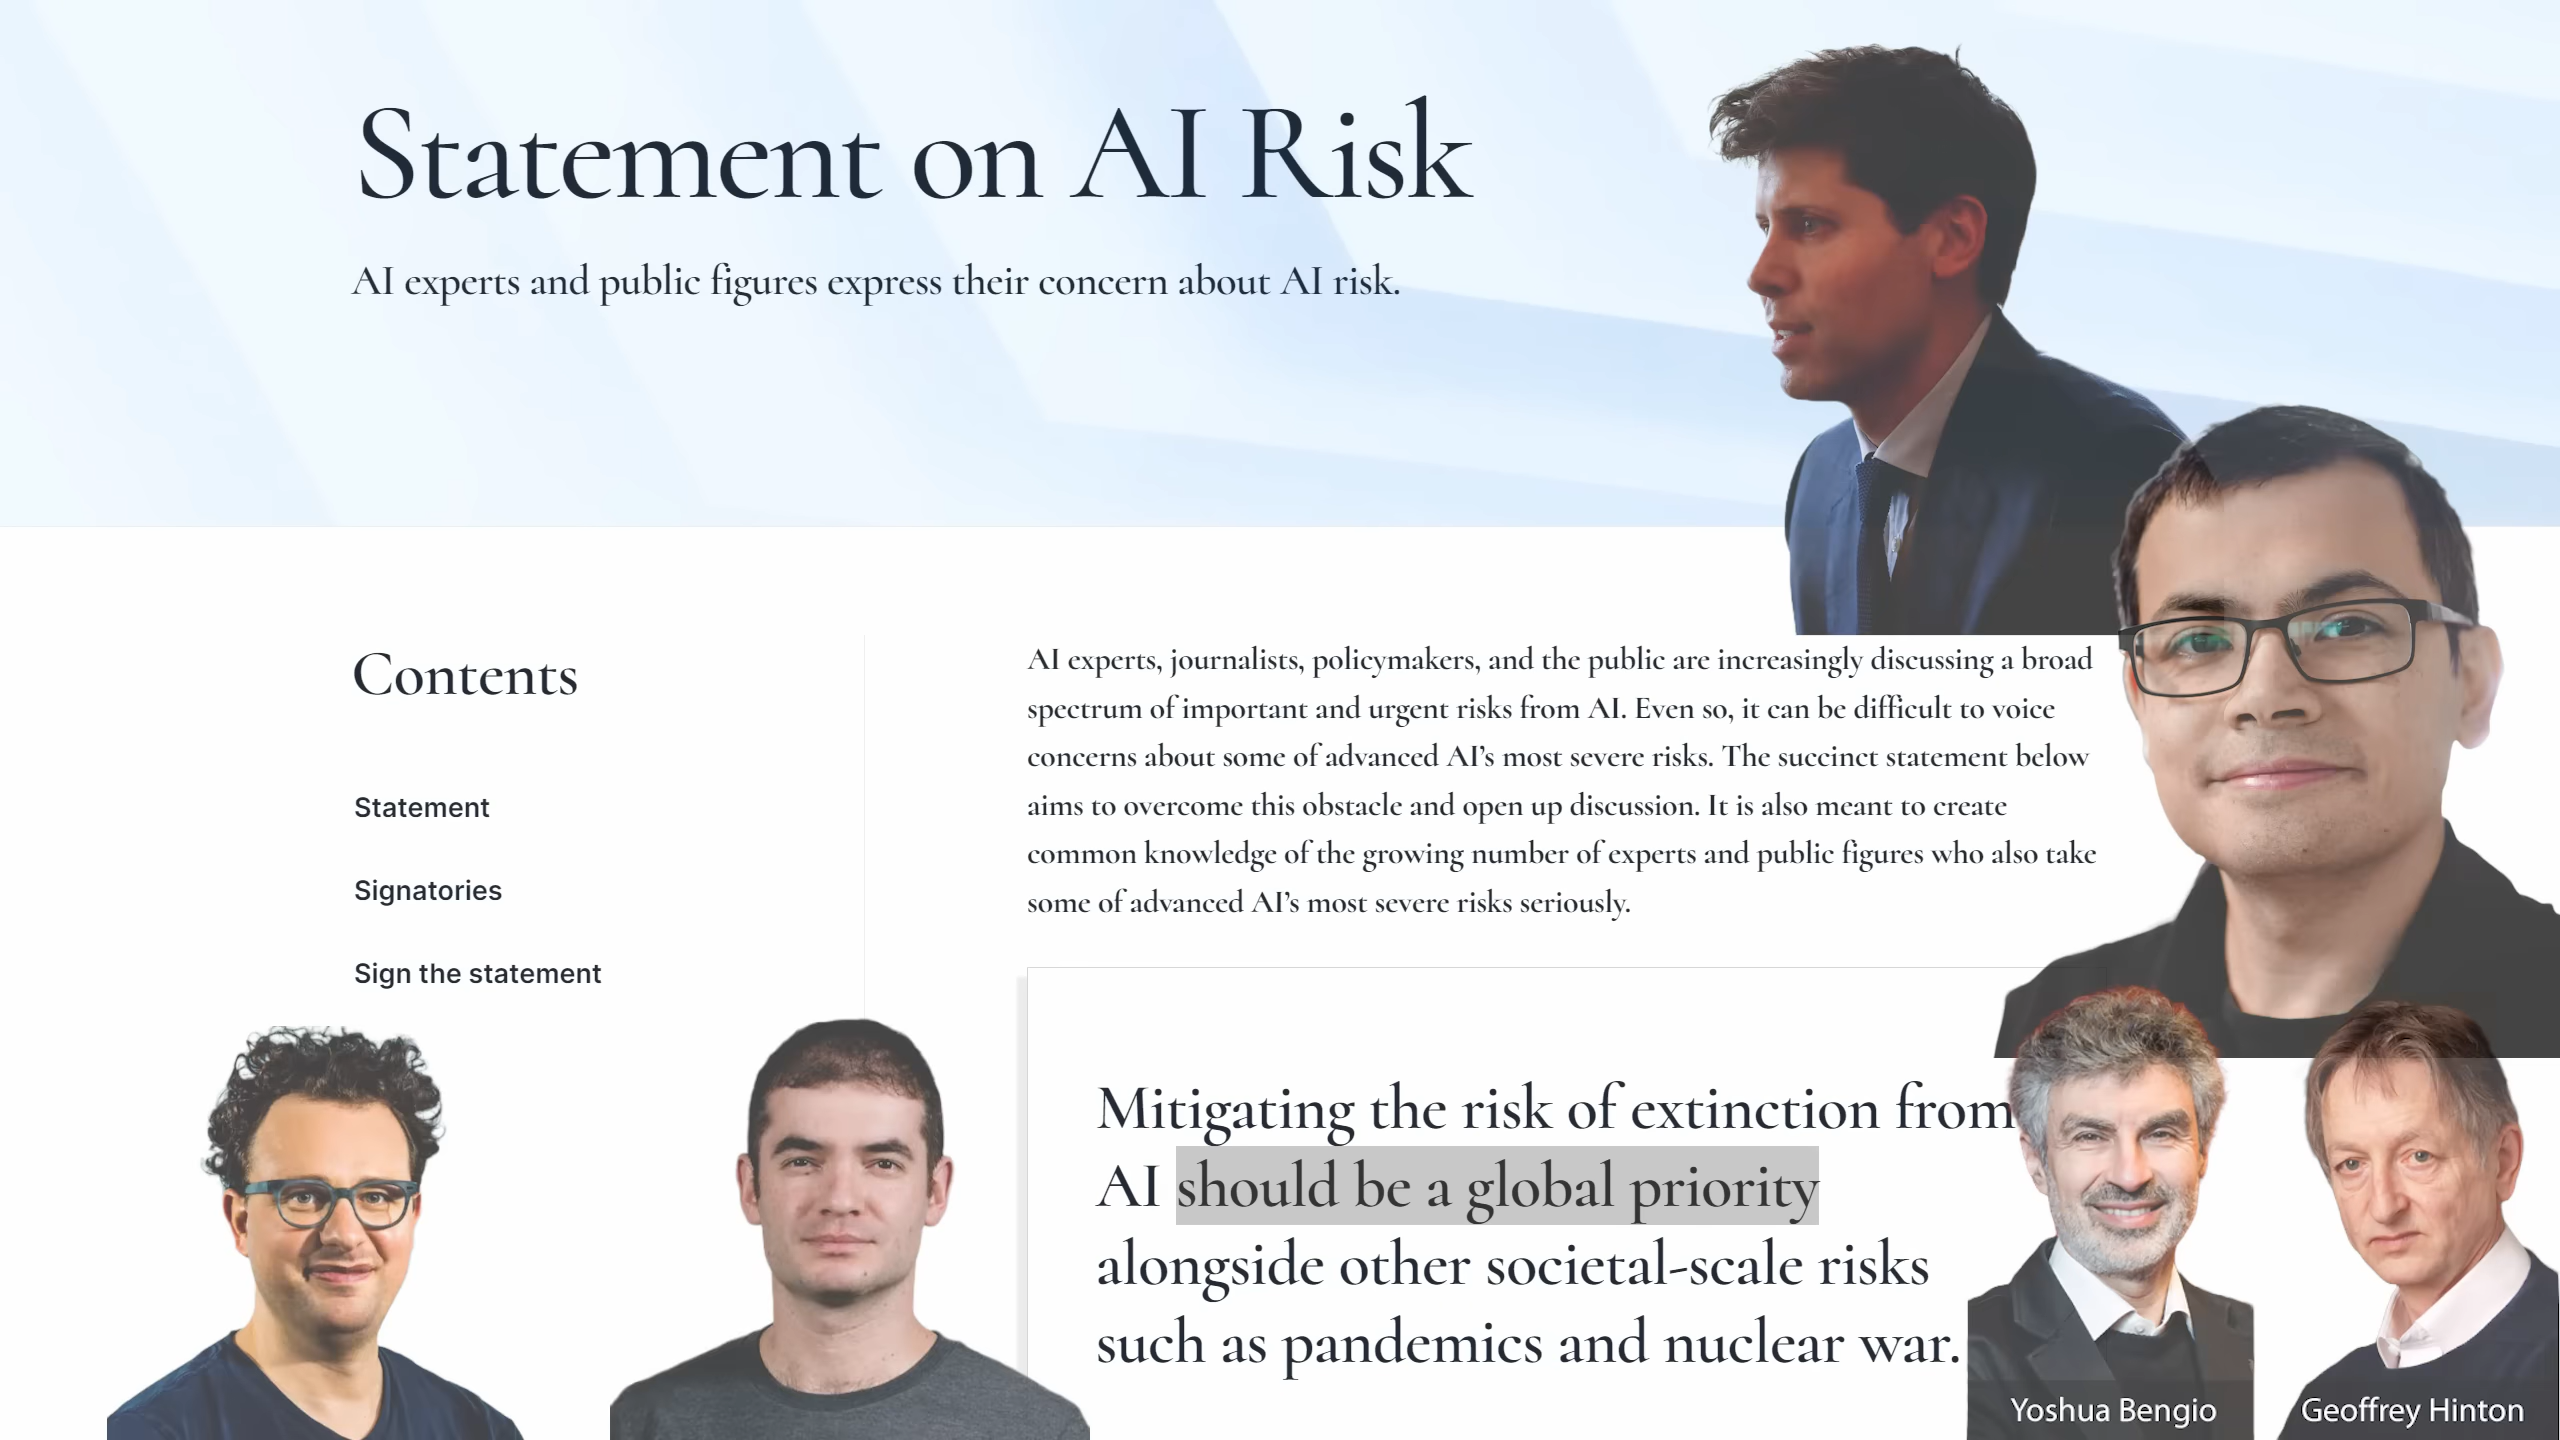 Statement on AI Risk
AI experts and public figures express their concern about AI risk.
Contents
Statement
Signatories
Sign the statement
AI experts, journalists, policymakers, and the public are increasingly discussing a broad
spectrum of important and urgent risks from AI. Even so, it can be difficult to voice
concerns about some of advanced AI’s most severe risks. The succinct statement below
aims to overcome this obstacle and open up discussion. It is also meant to create
common knowledge of the growing number of experts and public figures who also take
some of advanced AI’s most severe risks seriously.
Mitigating the risk of extinction from
AI should be a global priority
alongside other societal-scale risks
such as pandemics and nuclear war.
Yoshua Bengio
Geoffrey Hinton